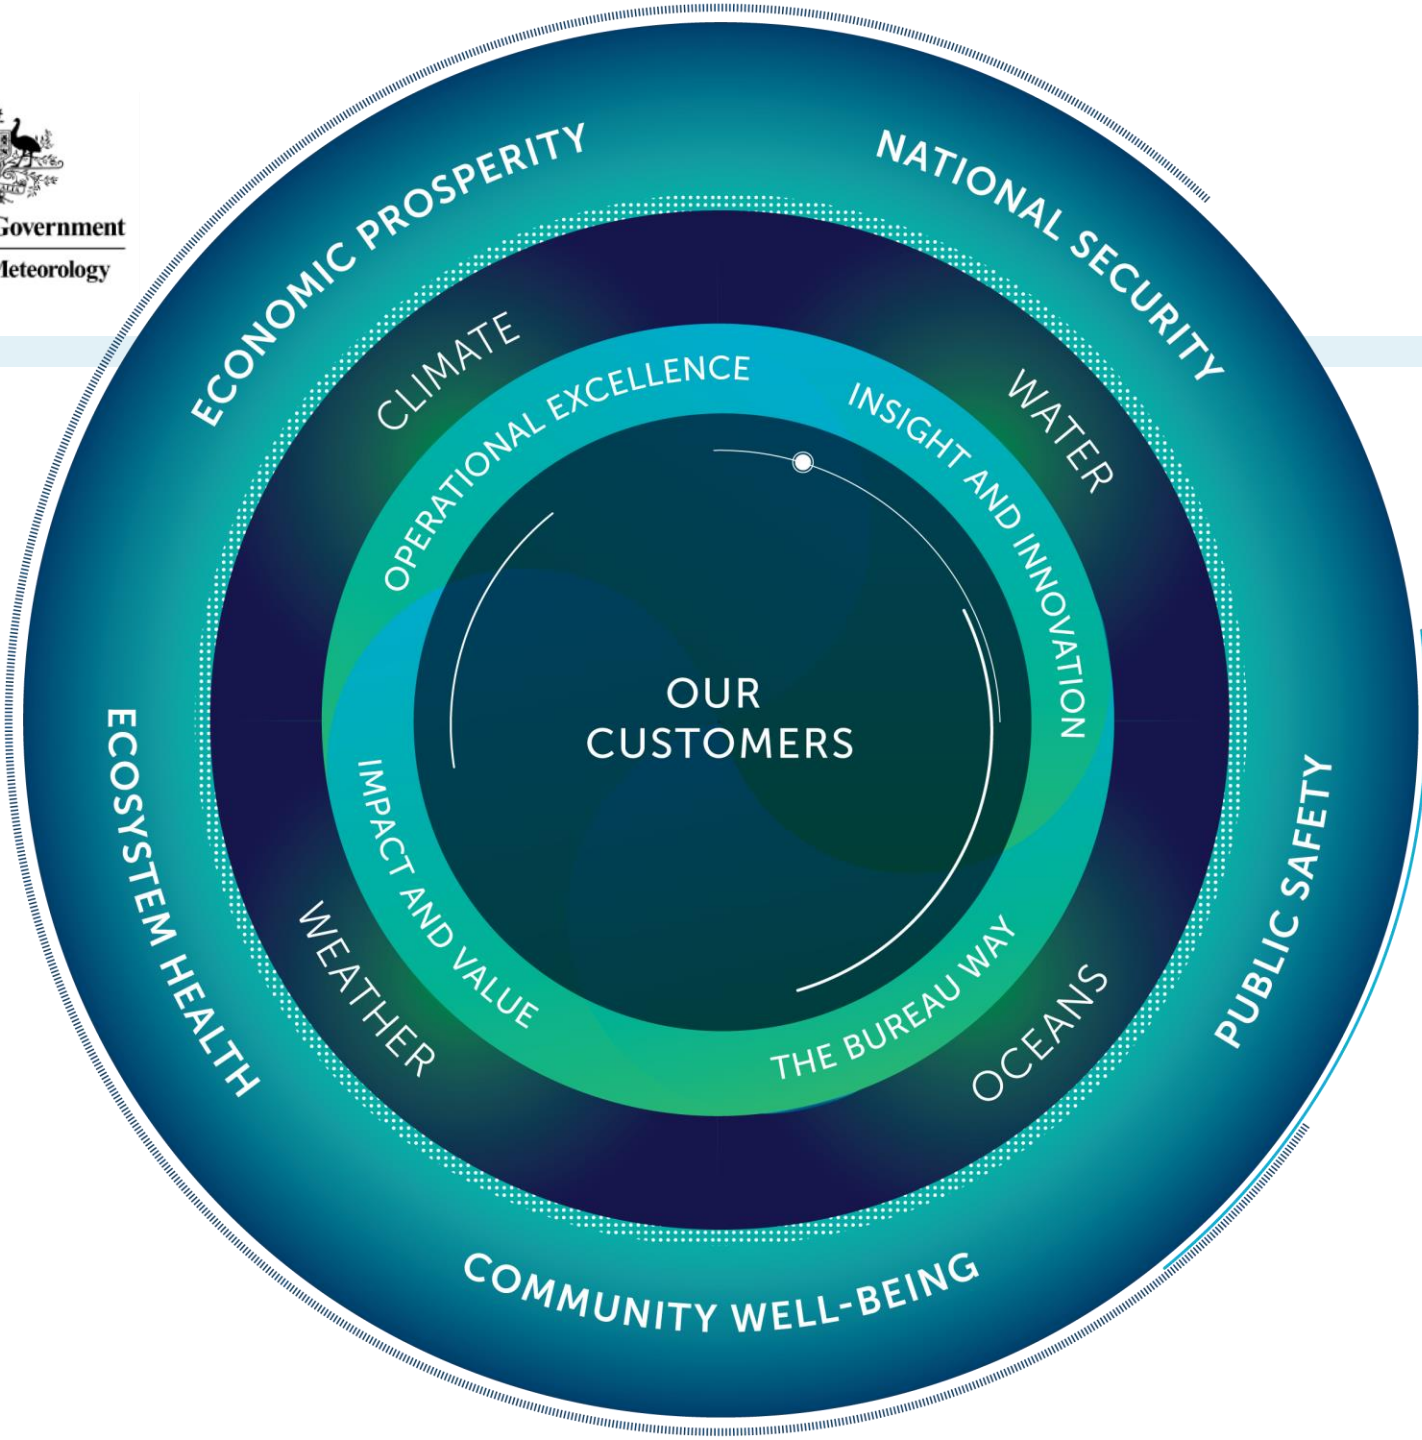 Government
Meteorology
ECONOMIC PROSPERITY
NATIONAL SECURITY
PUBLIC SAFETY
COMMUNITY WELL-BEING
ECOSYSTEM HEALTH
CLIMATE
WATER
OCEANS
WEATHER
OPERATIONAL EXCELLENCE
INSIGHT AND INNOVATION
THE BUREAU WAY
IMPACT AND VALUE
OUR
CUSTOMERS